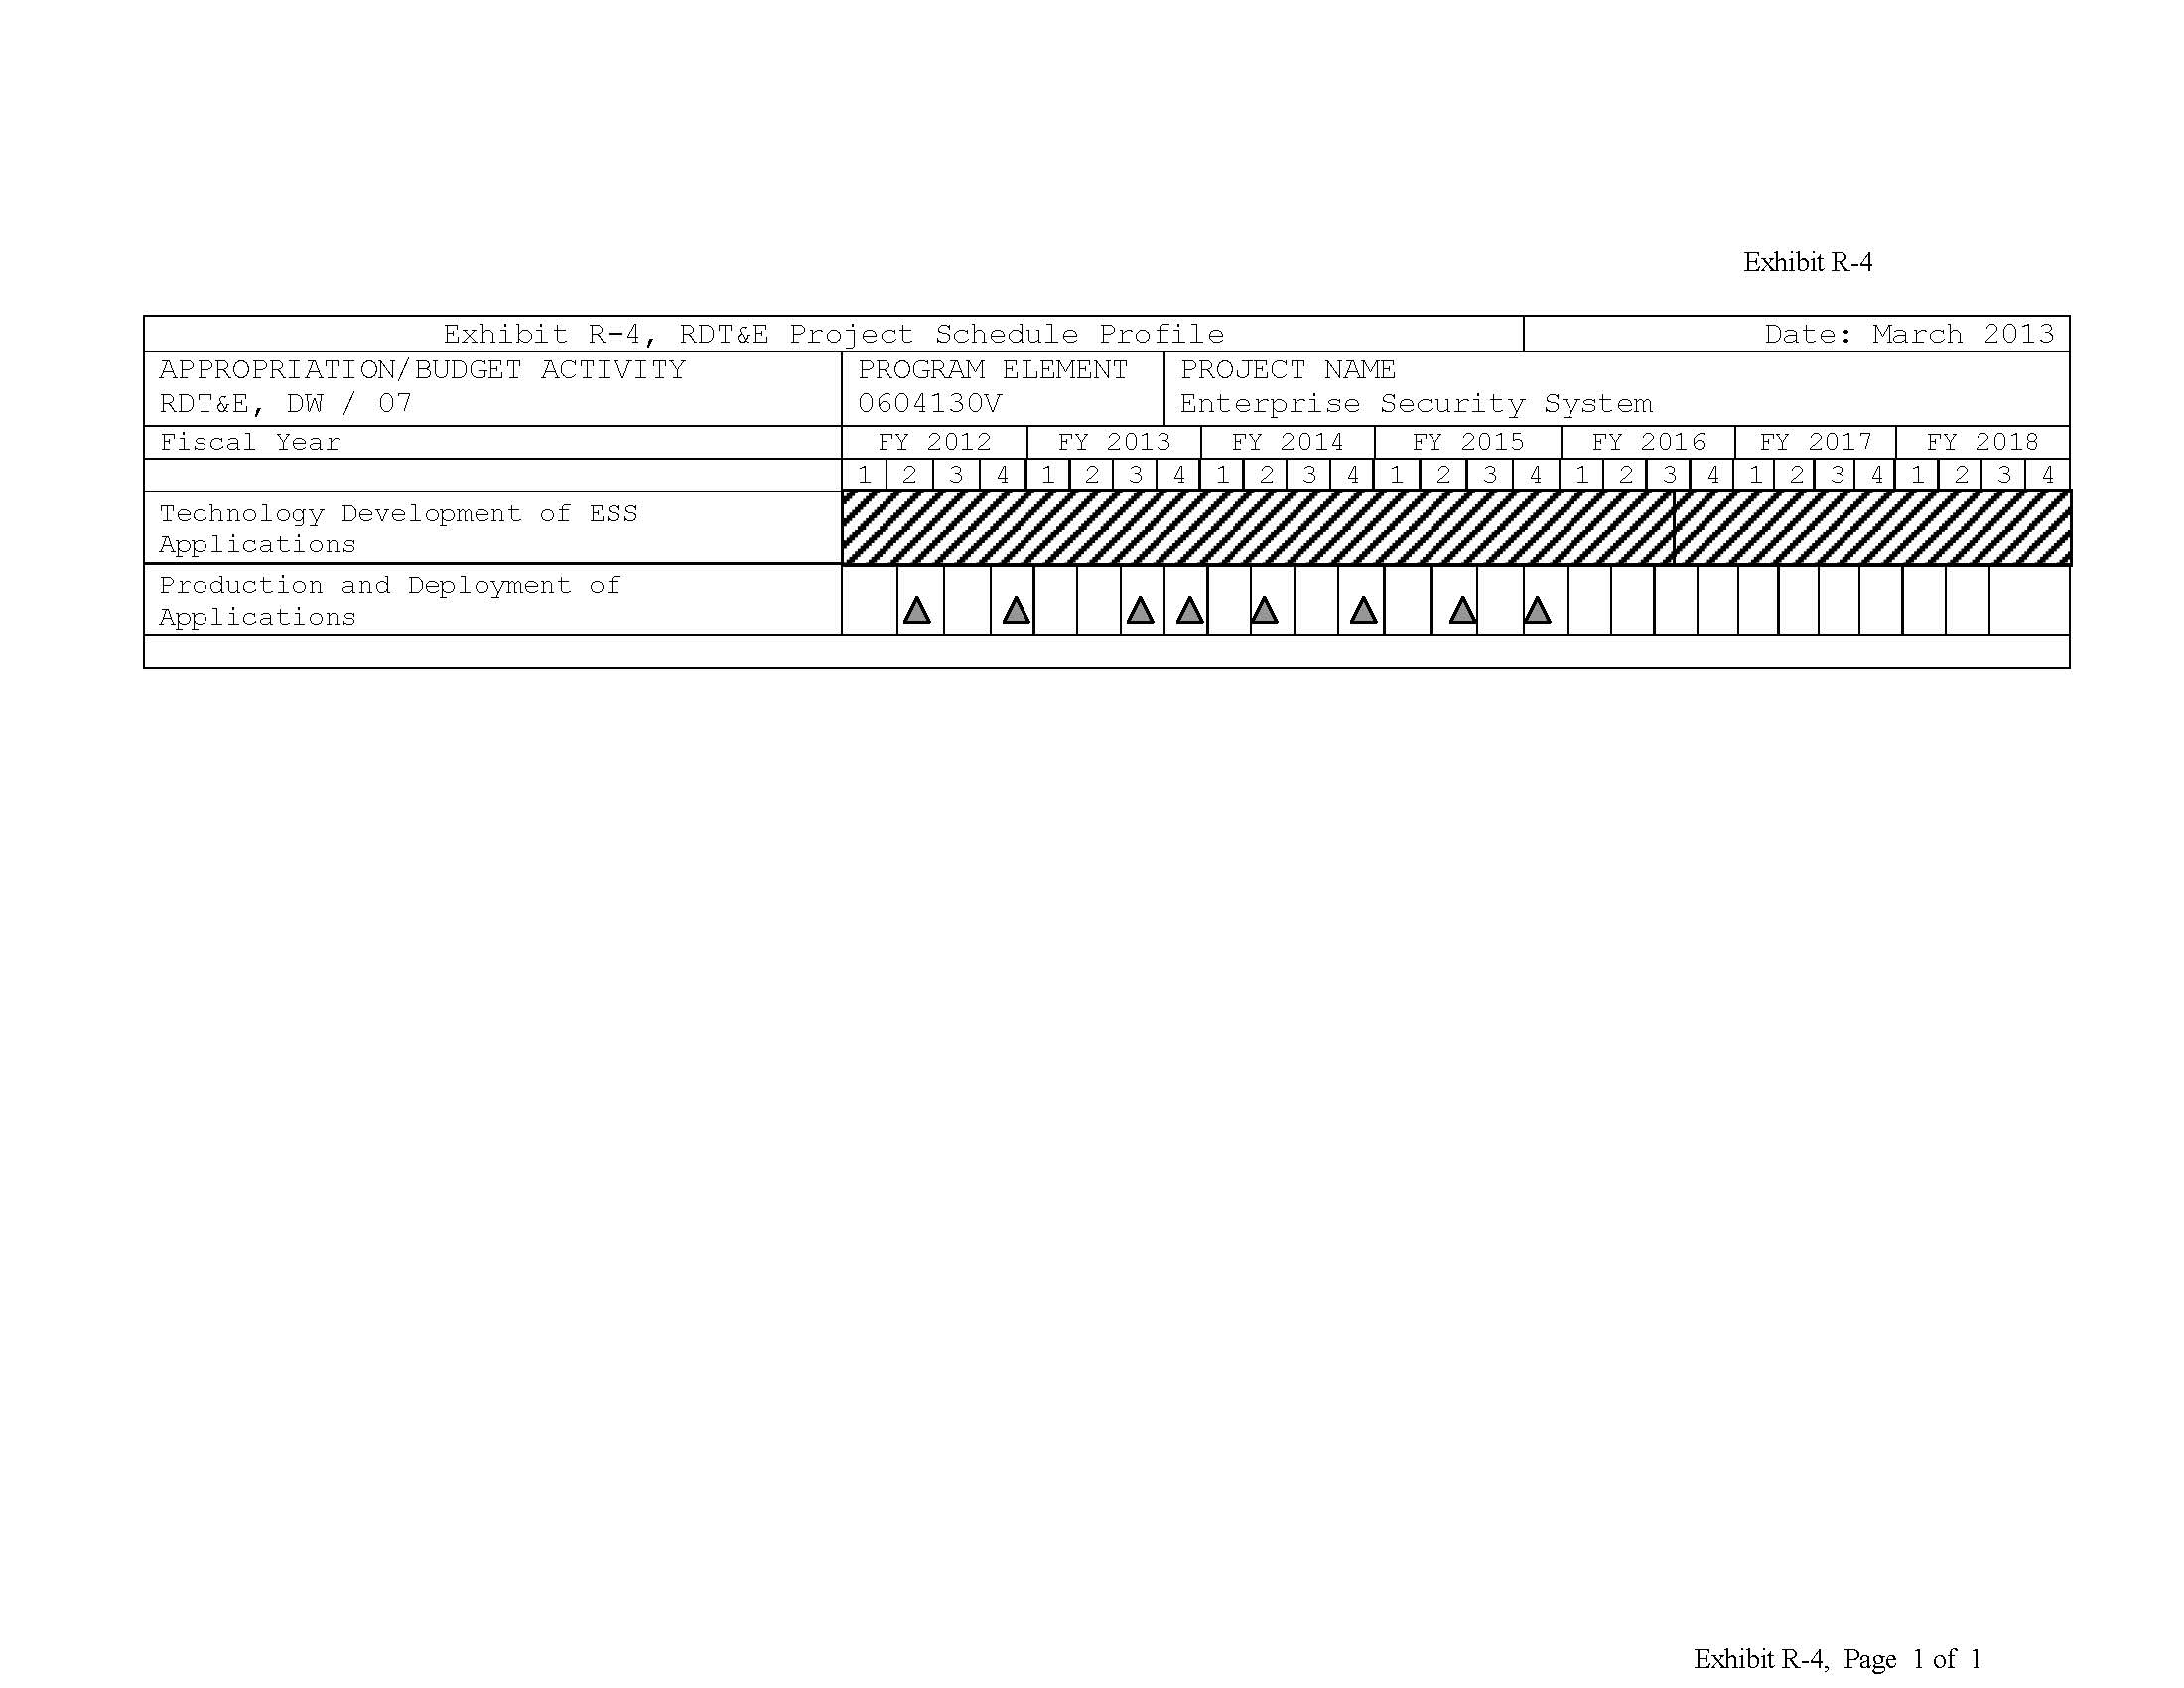 Exhibit R-4
Exhibit R-4, RDT&E Project Schedule Profile Date: March 2013
APPROPRIATION/BUDGET ACTIVITY PROGRAM ELEMENT PROJECT NAME
RDT&E, DW / 07 0604130V Enterprise Security System
Fiscal Year FY 2012 FY 2013 FY 2014 FY 2015 FY 2016 FY 2017 FY 2018
1 2 3 4 1 2 3 4 1 2 3 4 1 2 3 4 1 2 3 4 1 2 3 4 1 2 3 4
Technology Development of ESS
Applications
Production and Deployment of
Applications
Exhibit R-4, Page 1 of 1